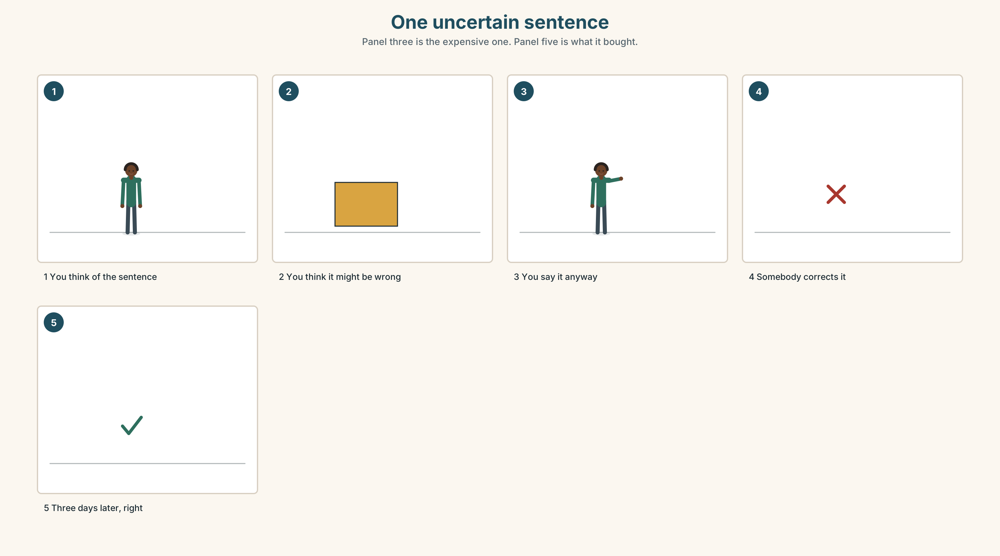 One uncertain sentence
Panel three is the expensive one. Panel five is what it bought.
1
2
3
4
1 You think of the sentence
2 You think it might be wrong
3 You say it anyway
4 Somebody corrects it
5
5 Three days later, right